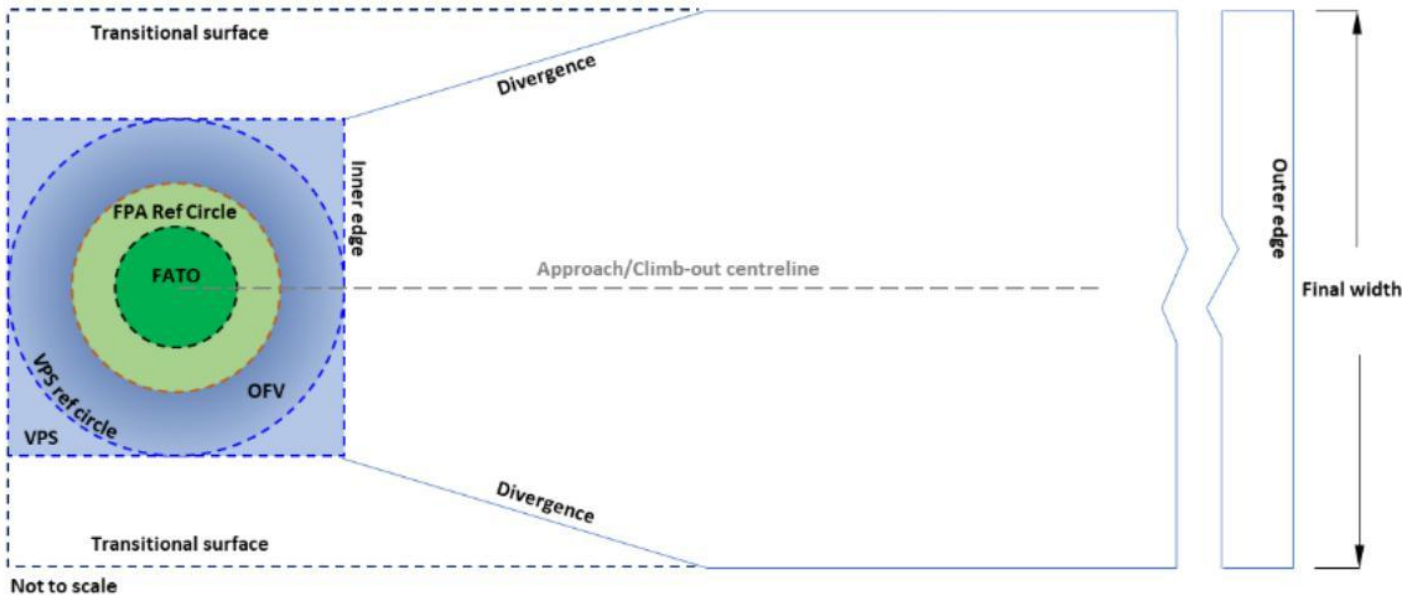 Transitional surface
Divergence
Inner edge
FPA Ref Circle
FATO
Approach/Climb-out centreline
Outer edge
Final width
VPS ref circle
OFV
VPS
Divergence
Transitional surface
Not to scale